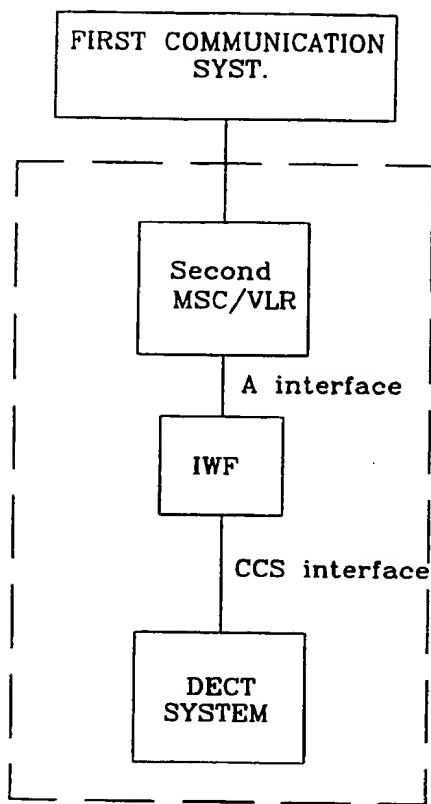 FIRST COMMUNICATION
SYST.
Second
MSC/VLR
A interface
IWF
CCS interface
DECT
SYSTEM